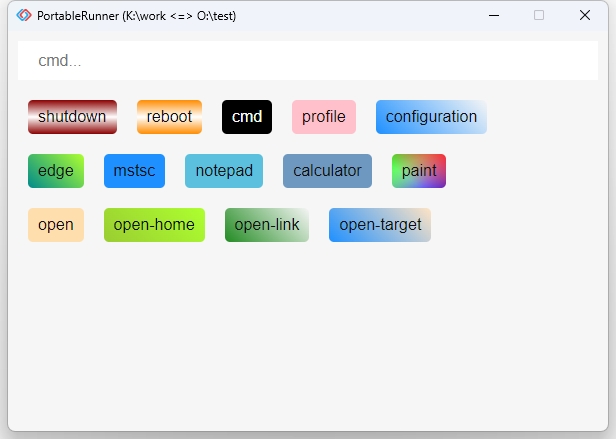 PortableRunner (K:\work <=> O:\test)
cmd...
shutdown reboot cmd profile configuration
edge mstsc notepad calculator paint
open open-home open-link open-target